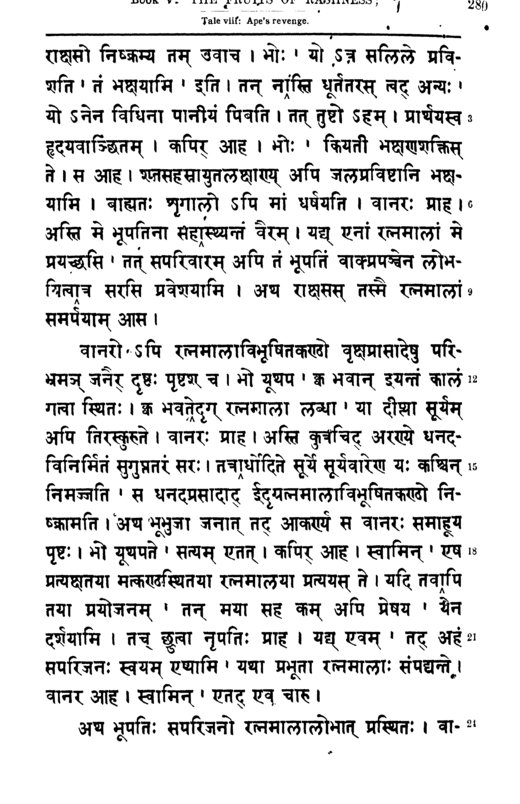 Book V. THE FRUITS OF RASHNESS; 280
Tale viii: Ape's revenge.
राक्षसो निष्क्रम्य तम् उवाच । भोः ' यो ऽत्र सलिले प्रवि-
शति ' तं भक्षयामि ' इति । तन् नास्ति धूर्ततरस् त्वद् अन्यः '
यो ऽनेन विधिना पानीयं पिबति । तत् तुष्टो ऽहम् । प्रार्थयस्व 3
हृदयवाञ्छितम् । कपिर् आह । भोः ' कियती भक्षणशक्तिस्
ते । स आह । शतसहस्रायुतलक्षाण्य् अपि जलप्रविष्टानि भक्ष-
यामि । बाह्यतः शृगालो ऽपि मां धर्षयति । वानरः प्राह । 6
अस्ति मे भूपतिना सहास्थ्यन्तं वैरम् । यद्य् एनां रत्नमालां मे
प्रयच्छसि ' तत् सपरिवारम् अपि तं भूपतिं वाक्प्रपञ्चेन लोभ-
यित्वात्र सरसि प्रवेशयामि । अथ राक्षसस् तस्मै रत्नमालां 9
समर्पयाम् आस ।
वानरो ऽपि रत्नमालाविभूषितकण्ठो वृक्षप्रासादेषु परि-
भ्रमञ् जनैर् दृष्टः पृष्टश् च । भो यूथप ' क्व भवान् इयन्तं कालं 12
गत्वा स्थितः । क्व भवतेदृग् रत्नमाला लब्धा ' या दीप्त्या सूर्यम्
अपि तिरस्कुरुते । वानरः प्राह । अस्ति कुत्रचिद् अरण्ये धनद-
विनिर्मितं सुगुप्ततरं सरः । तत्रार्धोदिते सूर्ये सूर्यवारेण यः कश्चिन् 15
निमज्जति ' स धनदप्रसादाद् ईदृग्रत्नमालाविभूषितकण्ठो नि-
ष्क्रामति । अथ भूभुजा जनात् तद् आकर्ण्य स वानरः समाहूय
पृष्टः । भो यूथपते ' सत्यम् एतत् । कपिर् आह । स्वामिन् ' एष 18
प्रत्यक्षतया मत्कण्ठस्थितया रत्नमालया प्रत्ययस् ते । यदि तवापि
तया प्रयोजनम् ' तन् मया सह कम् अपि प्रेषय ' येन
दर्शयामि । तच् छ्रुत्वा नृपतिः प्राह । यद्य् एवम् ' तद् अहं 21
सपरिजनः स्वयम् एष्यामि ' यथा प्रभूता रत्नमालाः संपद्यन्ते ।
वानर आह । स्वामिन् ' एतद् एव चारु ।
अथ भूपतिः सपरिजनो रत्नमालालोभात् प्रस्थितः । वा- 24